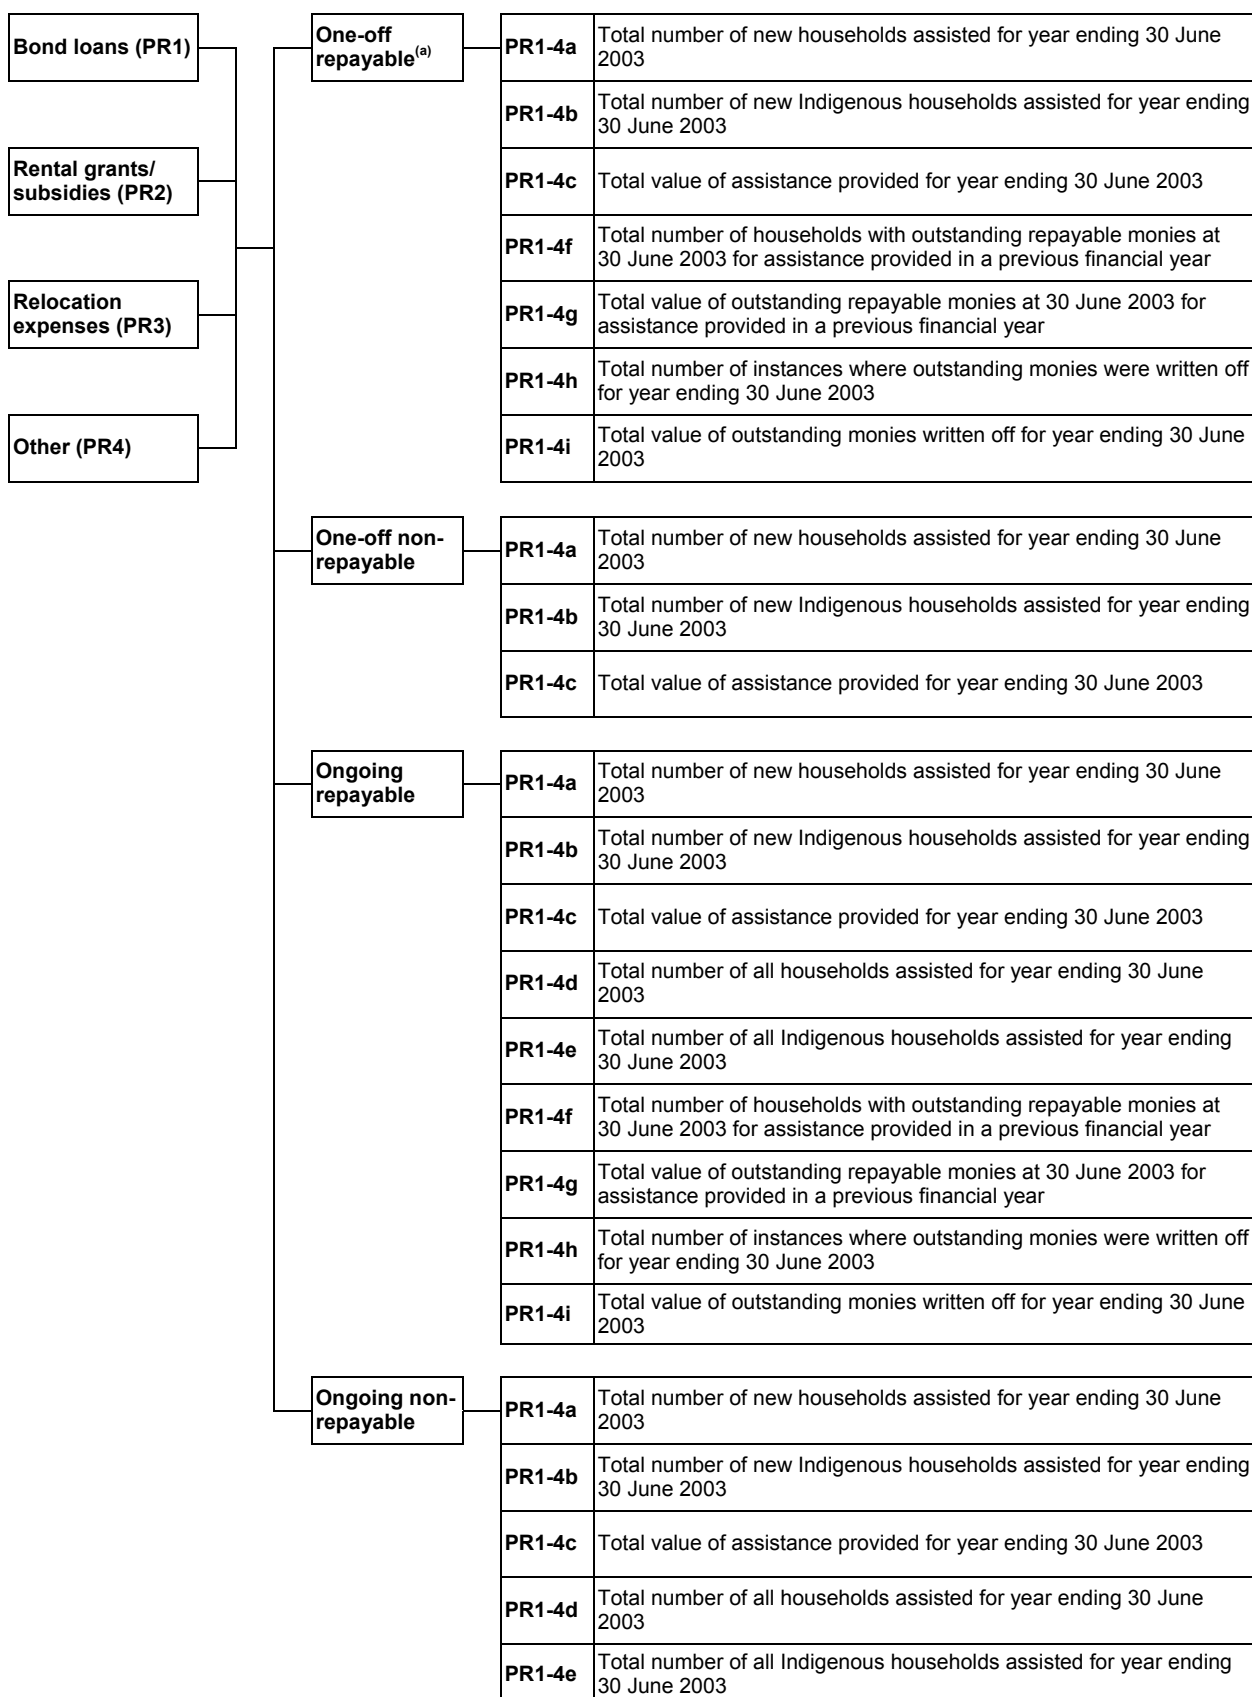 Bond loans (PR1)
Rental grants/
subsidies (PR2)
Relocation
expenses (PR3)
Other (PR4)
One-off
repayable(a)
PR1-4a
Total number of new households assisted for year ending 30 June
2003
PR1-4b
Total number of new Indigenous households assisted for year ending
30 June 2003
PR1-4c
Total value of assistance provided for year ending 30 June 2003
PR1-4f
Total number of households with outstanding repayable monies at
30 June 2003 for assistance provided in a previous financial year
PR1-4g
Total value of outstanding repayable monies at 30 June 2003 for
assistance provided in a previous financial year
PR1-4h
Total number of instances where outstanding monies were written off
for year ending 30 June 2003
PR1-4i
Total value of outstanding monies written off for year ending 30 June
2003
One-off non-
repayable
PR1-4a
Total number of new households assisted for year ending 30 June
2003
PR1-4b
Total number of new Indigenous households assisted for year ending
30 June 2003
PR1-4c
Total value of assistance provided for year ending 30 June 2003
Ongoing
repayable
PR1-4a
Total number of new households assisted for year ending 30 June
2003
PR1-4b
Total number of new Indigenous households assisted for year ending
30 June 2003
PR1-4c
Total value of assistance provided for year ending 30 June 2003
PR1-4d
Total number of all households assisted for year ending 30 June
2003
PR1-4e
Total number of all Indigenous households assisted for year ending
30 June 2003
PR1-4f
Total number of households with outstanding repayable monies at
30 June 2003 for assistance provided in a previous financial year
PR1-4g
Total value of outstanding repayable monies at 30 June 2003 for
assistance provided in a previous financial year
PR1-4h
Total number of instances where outstanding monies were written off
for year ending 30 June 2003
PR1-4i
Total value of outstanding monies written off for year ending 30 June
2003
Ongoing non-
repayable
PR1-4a
Total number of new households assisted for year ending 30 June
2003
PR1-4b
Total number of new Indigenous households assisted for year ending
30 June 2003
PR1-4c
Total value of assistance provided for year ending 30 June 2003
PR1-4d
Total number of all households assisted for year ending 30 June
2003
PR1-4e
Total number of all Indigenous households assisted for year ending
30 June 2003